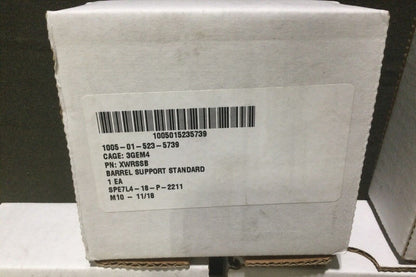 1005015235739
1005-01-523-5739
CAGE: 3GEM4
PN: XWRSSB
BARREL SUPPORT STANDARD
1 EA
SPE7L4-18-P-2211
M10 - 11/18